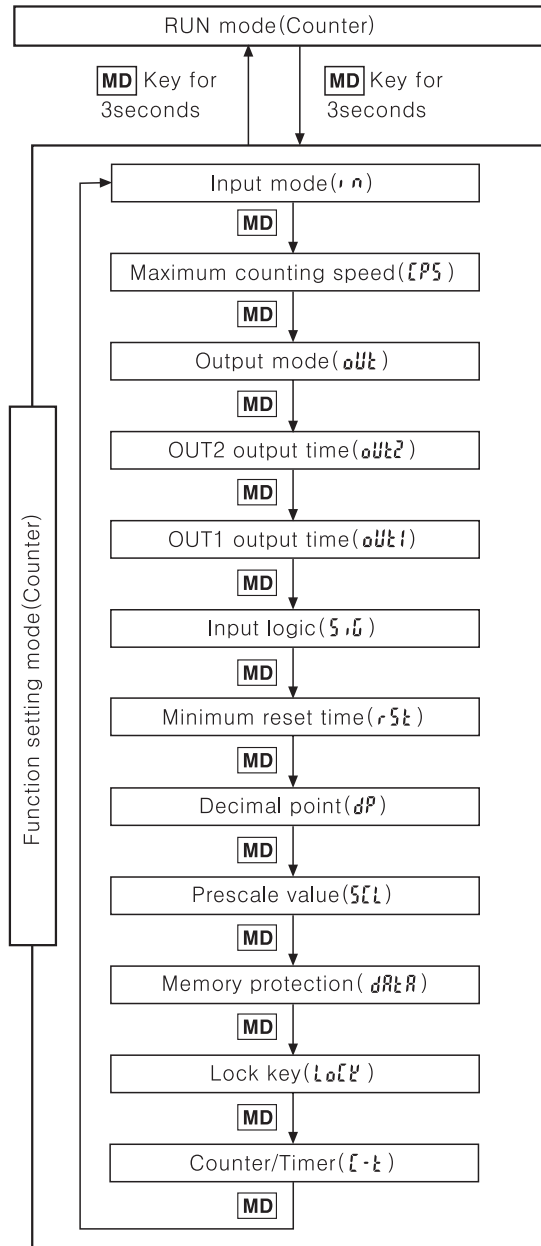 RUN mode(Counter)
MD Key for
3seconds
MD Key for
3seconds
Function setting mode(Counter)
Input mode(in)
MD
Maximum counting speed(CPS)
MD
Output mode(oUt)
MD
OUT2 output time(oUt2)
MD
OUT1 output time(oUt1)
MD
Input logic(SiG)
MD
Minimum reset time(rSt)
MD
Decimal point(dP)
MD
Prescale value(SCL)
MD
Memory protection(dAtA)
MD
Lock key(LoCK)
MD
Counter/Timer(C-t)
MD